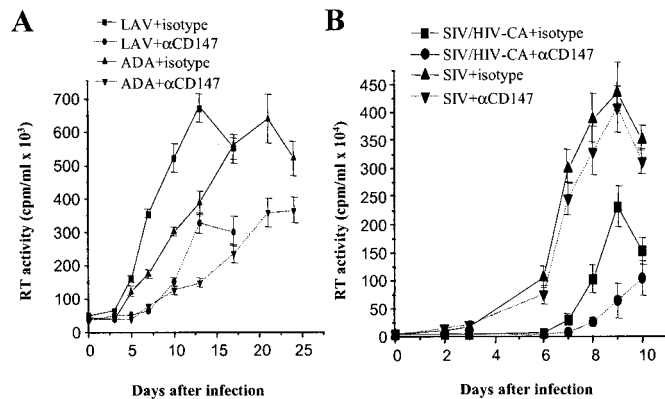 A
LAV+isotype
LAV+αCD147
ADA+isotype
ADA+αCD147
RT activity (cpm/ml x 10³)
700
600
500
400
300
200
100
0
0 5 10 15 20 25
Days after infection
B
SIV/HIV-CA+isotype
SIV/HIV-CA+αCD147
SIV+isotype
SIV+αCD147
RT activity (cpm/ml x 10⁴)
450
400
350
300
250
200
150
100
50
0
0 2 4 6 8 10
Days after infection